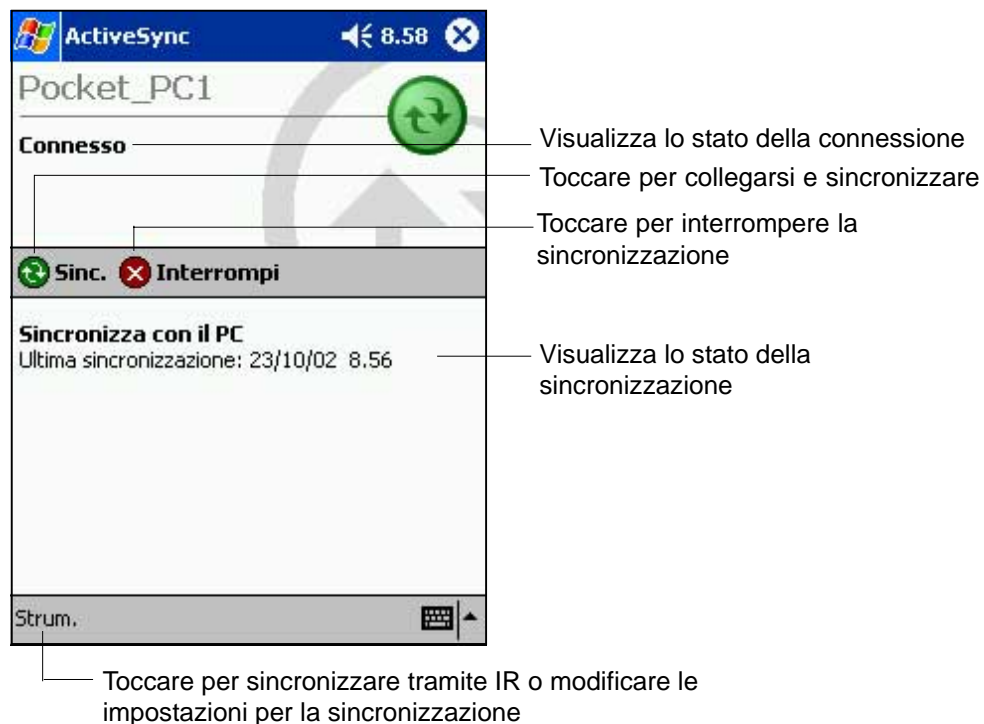 ActiveSync 8.58
Pocket_PC1
Connesso
Visualizza lo stato della connessione
Toccare per collegarsi e sincronizzare
Toccare per interrompere la
sincronizzazione
Sinc. Interrompi
Sincronizza con il PC
Ultima sincronizzazione: 23/10/02 8.56
Visualizza lo stato della
sincronizzazione
Strum.
Toccare per sincronizzare tramite IR o modificare le
impostazioni per la sincronizzazione